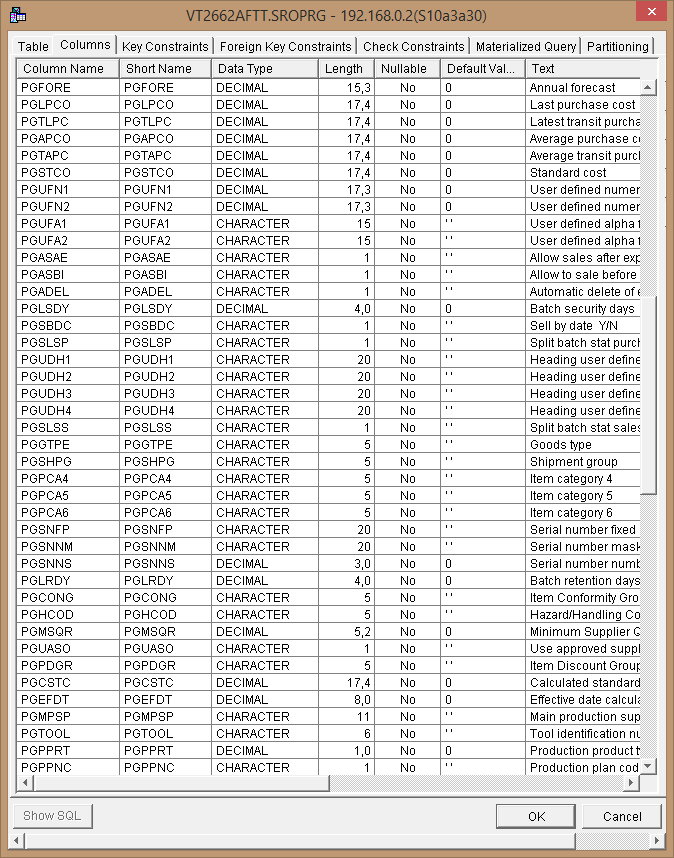 VT2662AFTT.SROPRG - 192.168.0.2(S10a3a30)
Table Columns Key Constraints Foreign Key Constraints Check Constraints Materialized Query Partitioning
Column Name Short Name Data Type Length Nullable Default Val... Text
PGFORE PGFORE DECIMAL 15,3 No 0 Annual forecast
PGLPCO PGLPCO DECIMAL 17,4 No 0 Last purchase cost
PGTLPC PGTLPC DECIMAL 17,4 No 0 Latest transit purcha
PGAPCO PGAPCO DECIMAL 17,4 No 0 Average purchase c
PGTAPC PGTAPC DECIMAL 17,4 No 0 Average transit purch
PGSTCO PGSTCO DECIMAL 17,4 No 0 Standard cost
PGUFN1 PGUFN1 DECIMAL 17,3 No 0 User defined numer
PGUFN2 PGUFN2 DECIMAL 17,3 No 0 User defined numer
PGUFA1 PGUFA1 CHARACTER 15 No ' ' User defined alpha f
PGUFA2 PGUFA2 CHARACTER 15 No ' ' User defined alpha f
PGASAE PGASAE CHARACTER 1 No ' ' Allow sales after exp
PGASBI PGASBI CHARACTER 1 No ' ' Allow to sale before
PGADEL PGADEL CHARACTER 1 No ' ' Automatic delete of e
PGLSDY PGLSDY DECIMAL 4,0 No 0 Batch security days
PGSBDC PGSBDC CHARACTER 1 No ' ' Sell by date Y/N
PGSLSP PGSLSP CHARACTER 1 No ' ' Split batch stat purch
PGUDH1 PGUDH1 CHARACTER 20 No ' ' Heading user define
PGUDH2 PGUDH2 CHARACTER 20 No ' ' Heading user define
PGUDH3 PGUDH3 CHARACTER 20 No ' ' Heading user define
PGUDH4 PGUDH4 CHARACTER 20 No ' ' Heading user define
PGSLSS PGSLSS CHARACTER 1 No ' ' Split batch stat sales
PGGTPE PGGTPE CHARACTER 5 No ' ' Goods type
PGSHPG PGSHPG CHARACTER 5 No ' ' Shipment group
PGPCA4 PGPCA4 CHARACTER 5 No ' ' Item category 4
PGPCA5 PGPCA5 CHARACTER 5 No ' ' Item category 5
PGPCA6 PGPCA6 CHARACTER 5 No ' ' Item category 6
PGSNFP PGSNFP CHARACTER 20 No ' ' Serial number fixed
PGSNNM PGSNNM CHARACTER 20 No ' ' Serial number mask
PGSNNS PGSNNS DECIMAL 3,0 No 0 Serial number numb
PGLRDY PGLRDY DECIMAL 4,0 No 0 Batch retention days
PGCONG PGCONG CHARACTER 5 No ' ' Item Conformity Gro
PGHCOD PGHCOD CHARACTER 5 No ' ' Hazard/Handling Co
PGMSQR PGMSQR DECIMAL 5,2 No 0 Minimum Supplier Q
PGUASO PGUASO CHARACTER 1 No ' ' Use approved suppl
PGPDGR PGPDGR CHARACTER 5 No ' ' Item Discount Group
PGCSTC PGCSTC DECIMAL 17,4 No 0 Calculated standard
PGEFDT PGEFDT DECIMAL 8,0 No 0 Effective date calcula
PGMPSP PGMPSP CHARACTER 11 No ' ' Main production sup
PGTOOL PGTOOL CHARACTER 6 No ' ' Tool identification nu
PGPPRT PGPPRT DECIMAL 1,0 No 0 Production product t
PGPPNC PGPPNC CHARACTER 1 No ' ' Production plan cod
Show SQL OK Cancel